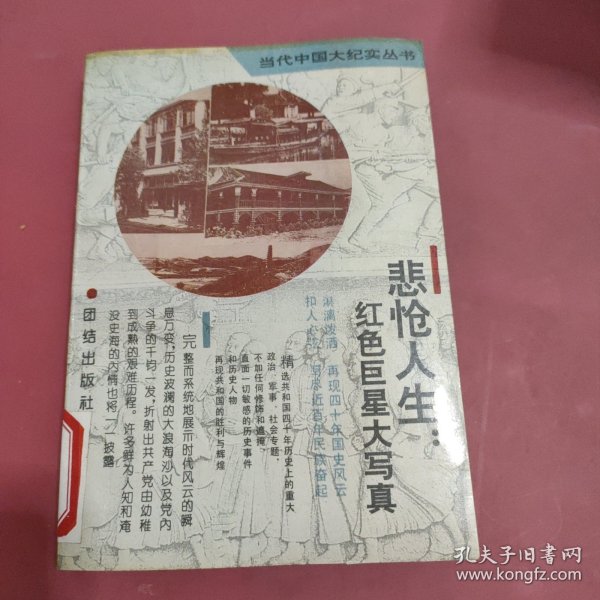 当代中国大纪实丛书
悲怆人生：
红色巨星大写真
淋漓泼洒 再现四十年国史风云
扣人心弦 尽近百年民族奋起
精选共和国四十年历史上的重大
政治 军事 社会专题，
不加任何修饰和遮掩，
直面一切敏感的历史事件
和历史人物
再现共和国的胜利与辉煌
完整而系统地展示时代风云的瞬
息万变，历史波澜的大浪淘沙以及党内
斗争的千钧一发，折射出共产党由幼稚
到成熟的艰难历程。许多鲜为人知和淹
没史海的内情也将一一披露
团结出版社
孔夫子旧书网
www.kongfz.com